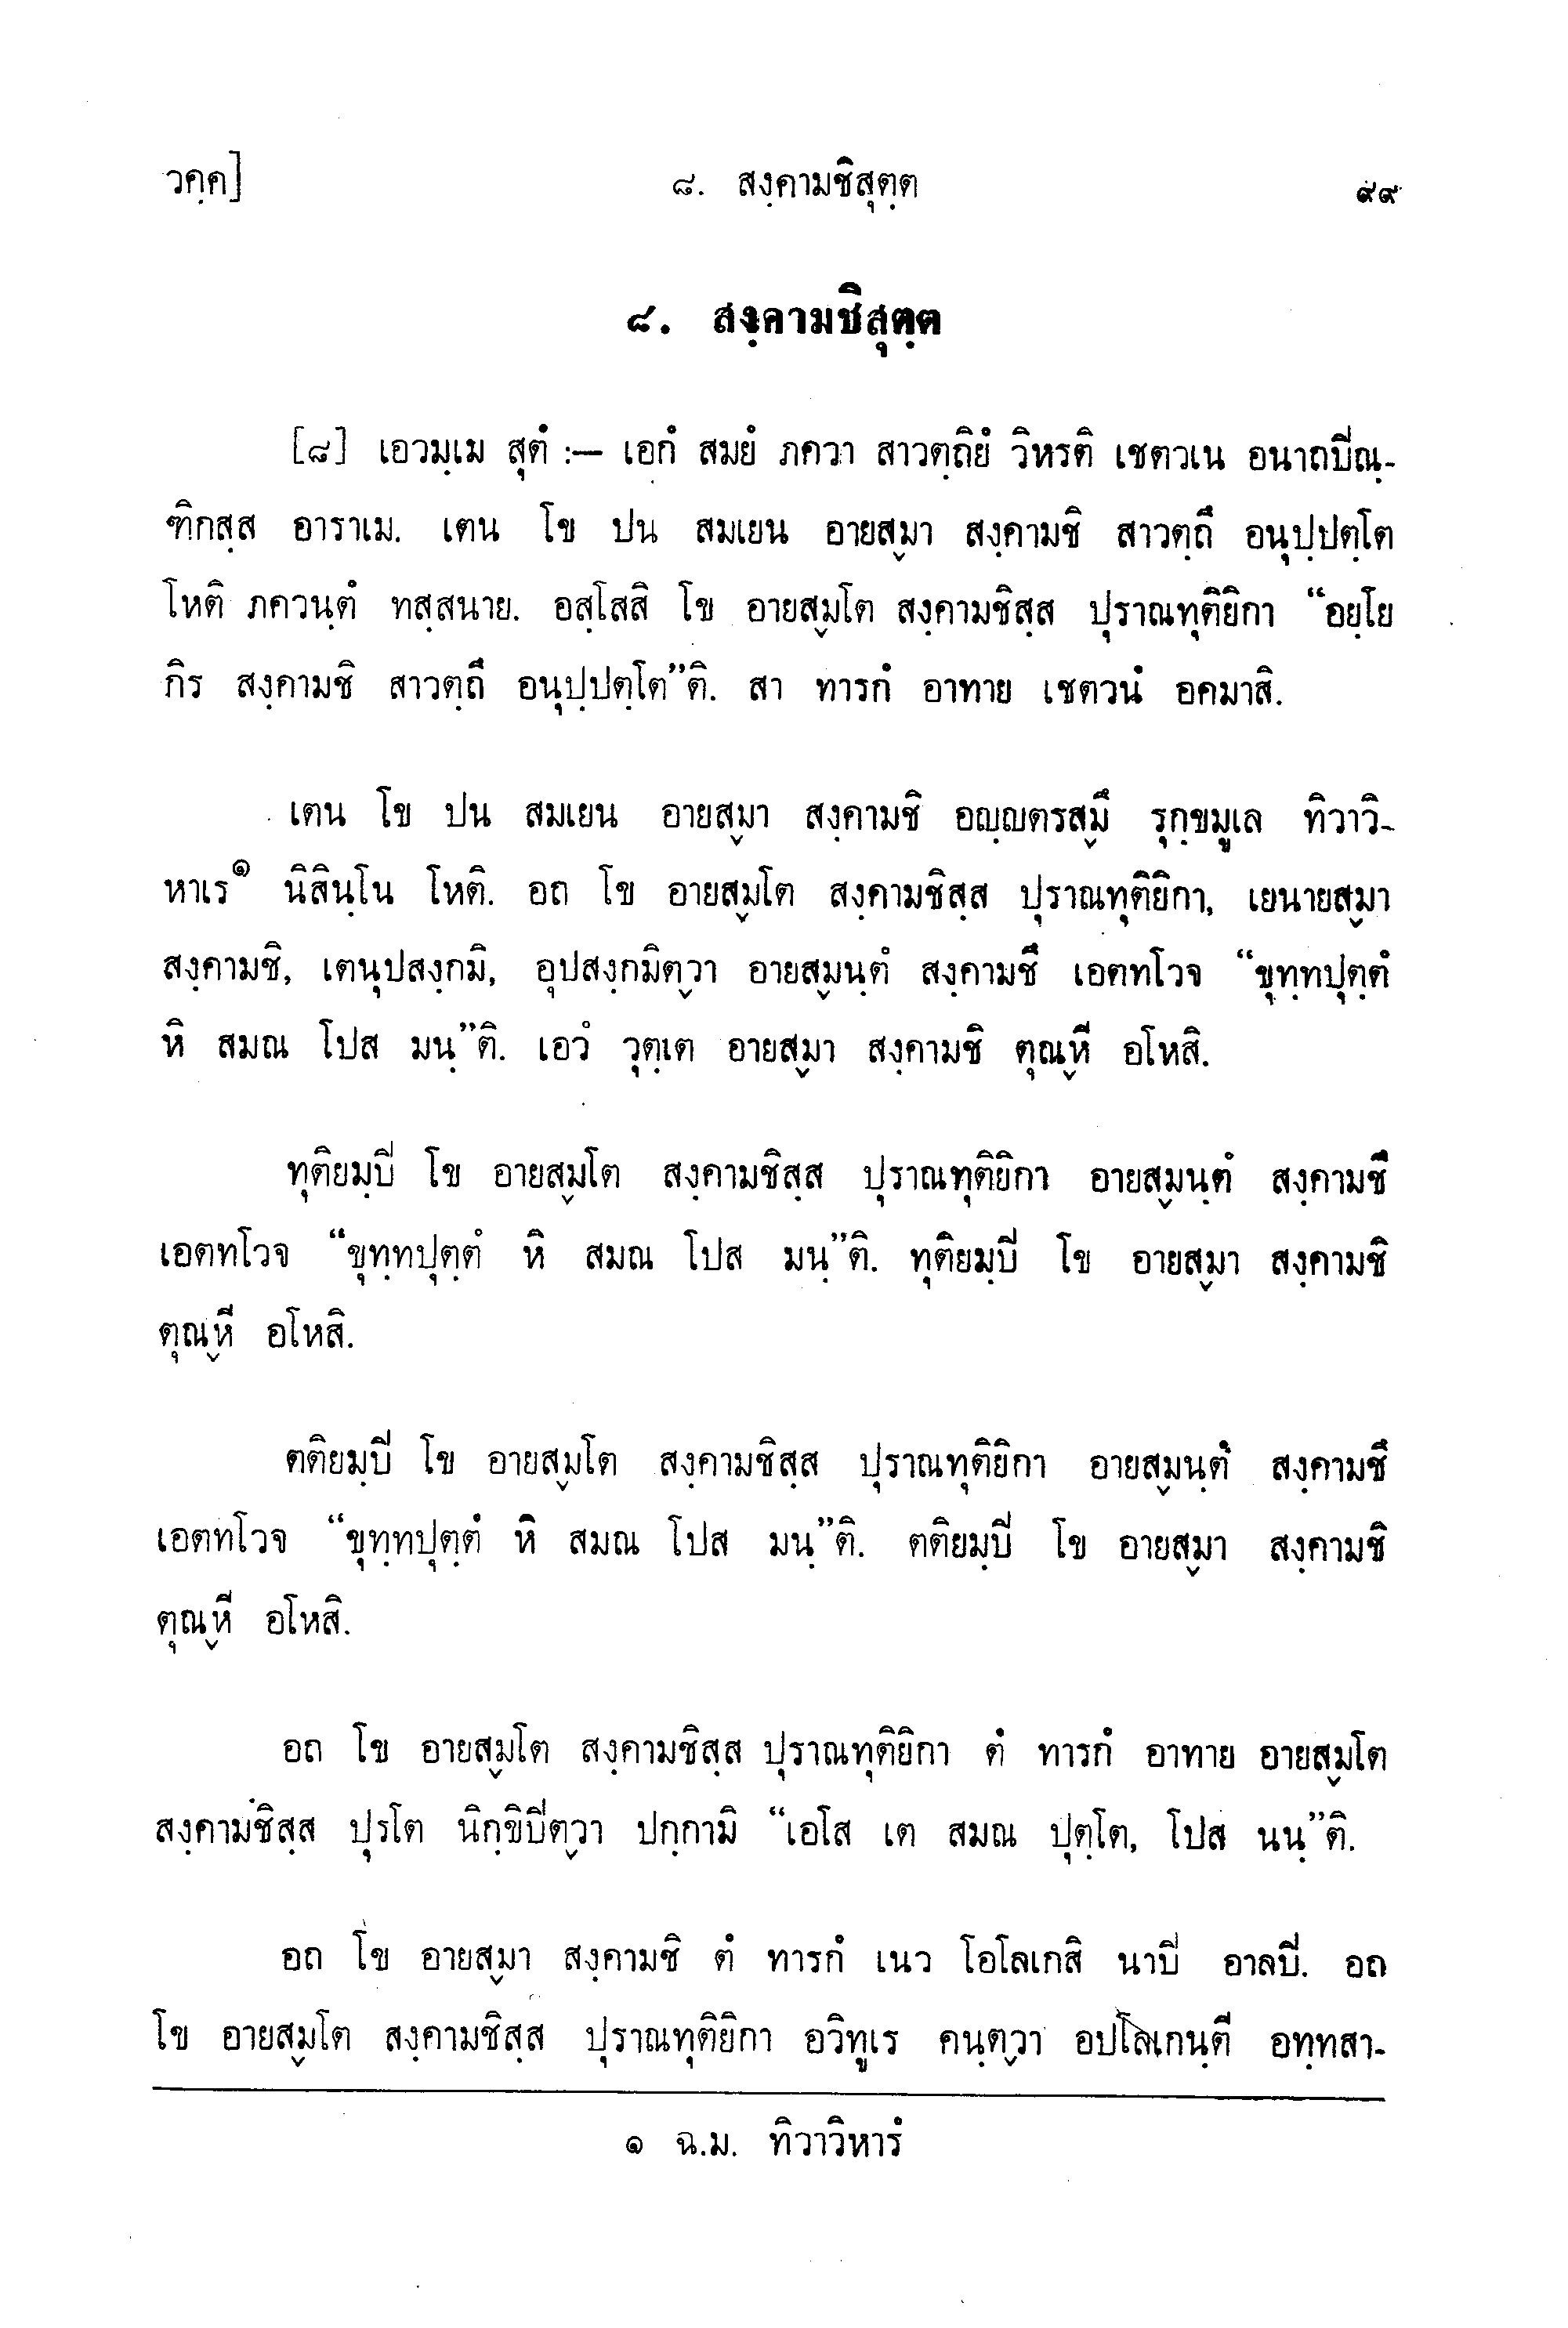 วคฺค]
๘. สงฺคามชิสุตฺต
๙๙
๘. สงฺคามชิสุตฺต
[๘] เอวมฺเม สุตํ :— เอกํ สมยํ ภควา สาวตฺถิยํ วิหรติ เชตวเน อนาถปิณฺ-
ฑิกสฺส อาราเม. เตน โข ปน สมเยน อายสฺมา สงฺคามชิ สาวตฺถึ อนุปฺปตฺโต
โหติ ภควนฺตํ ทสฺสนาย. อสฺโสสิ โข อายสฺมโต สงฺคามชิสฺส ปุราณทุติยิกา “อยฺโย
กิร สงฺคามชิ สาวตฺถึ อนุปฺปตฺโต”ติ. สา ทารกํ อาทาย เชตวนํ อคมาสิ.
เตน โข ปน สมเยน อายสฺมา สงฺคามชิ อญฺญตรสฺมึ รุกฺขมูเล ทิวาวิ-
หาเร๑ นิสินฺโน โหติ. อถ โข อายสฺมโต สงฺคามชิสฺส ปุราณทุติยิกา, เยนายสฺมา
สงฺคามชิ, เตนุปสงฺกมิ, อุปสงฺกมิตฺวา อายสฺมนฺตํ สงฺคามชึ เอตทโวจ “ขุทฺทปุตฺตํ
หิ สมณ โปส มนฺ”ติ. เอวํ วุตฺเต อายสฺมา สงฺคามชิ ตุณฺหี อโหสิ.
ทุติยมฺปิ โข อายสฺมโต สงฺคามชิสฺส ปุราณทุติยิกา อายสฺมนฺตํ สงฺคามชึ
เอตทโวจ “ขุทฺทปุตฺตํ หิ สมณ โปส มนฺ”ติ. ทุติยมฺปิ โข อายสฺมา สงฺคามชิ
ตุณฺหี อโหสิ.
ตติยมฺปิ โข อายสฺมโต สงฺคามชิสฺส ปุราณทุติยิกา อายสฺมนฺตํ สงฺคามชึ
เอตทโวจ “ขุทฺทปุตฺตํ หิ สมณ โปส มนฺ”ติ. ตติยมฺปิ โข อายสฺมา สงฺคามชิ
ตุณฺหี อโหสิ.
อถ โข อายสฺมโต สงฺคามชิสฺส ปุราณทุติยิกา ตํ ทารกํ อาทาย อายสฺมโต
สงฺคามชิสฺส ปุรโต นิกฺขิปิตฺวา ปกฺกามิ “เอโส เต สมณ ปุตฺโต, โปส นนฺ”ติ.
อถ โข อายสฺมา สงฺคามชิ ตํ ทารกํ เนว โอโลเกสิ นาปิ อาลปิ. อถ
โข อายสฺมโต สงฺคามชิสฺส ปุราณทุติยิกา อวิทูเร คนฺตฺวา อปโลเกนฺตี อทฺทสา-
๑ ฉ.ม. ทิวาวิหารํ